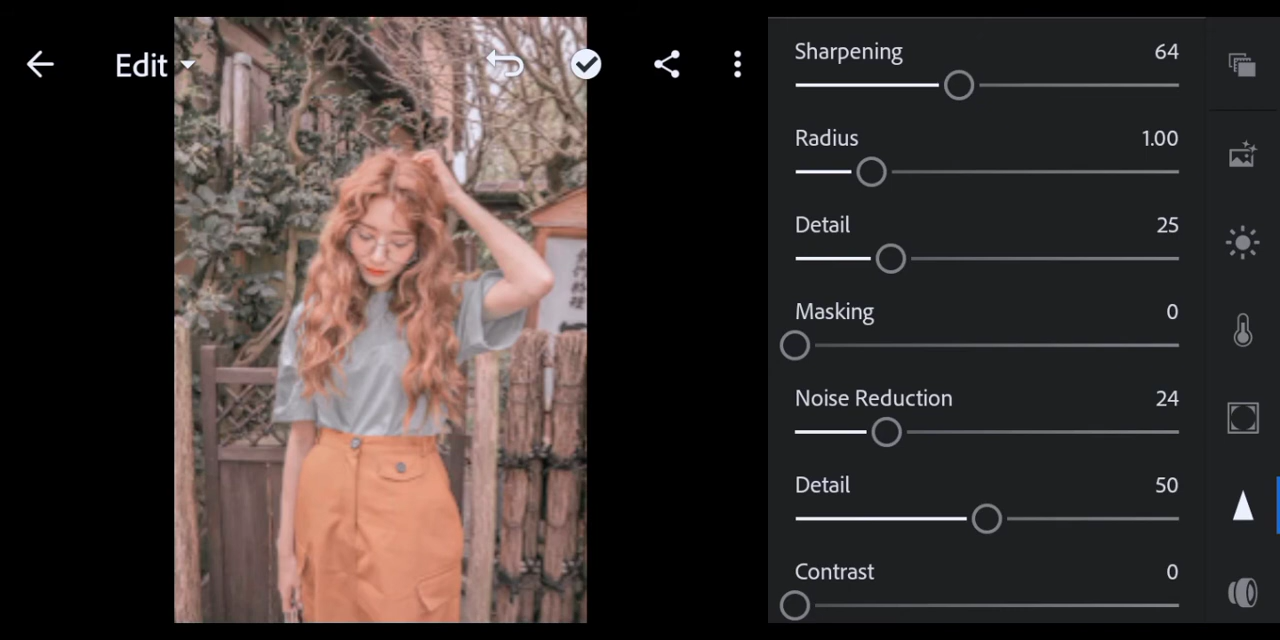 Edit
Sharpening 64
Radius 1.00
Detail 25
Masking 0
Noise Reduction 24
Detail 50
Contrast 0